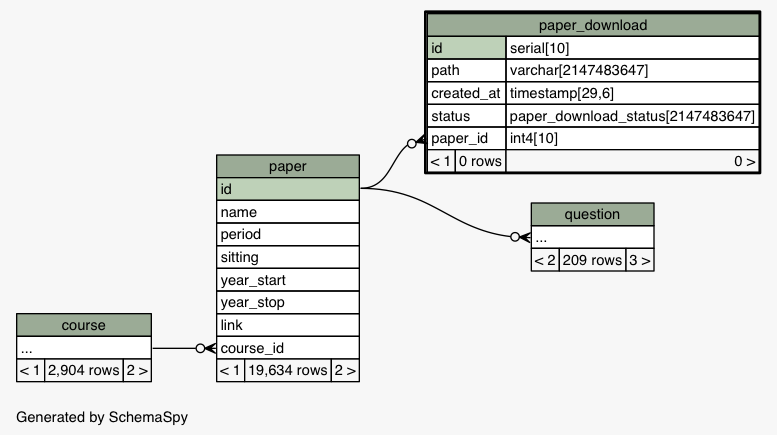 paper_download
id serial[10]
path varchar[2147483647]
created_at timestamp[29,6]
status paper_download_status[2147483647]
paper_id int4[10]
< 1 0 rows 0 >
paper
id
name
period
sitting
year_start
year_stop
link
course_id
< 1 19,634 rows 2 >
question
...
< 2 209 rows 3 >
course
...
< 1 2,904 rows 2 >
Generated by SchemaSpy